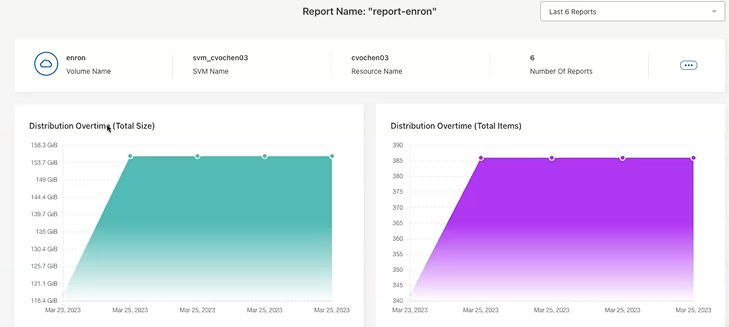 Report Name: "report-enron"
Last 6 Reports
enron
Volume Name
svm_cvochen03
SVM Name
cvochen03
Resource Name
6
Number Of Reports
Distribution Overtime (Total Size)
158.3 GiB
153.7 GiB
149 GiB
144.4 GiB
139.7 GiB
135 GiB
130.4 GiB
125.7 GiB
121.1 GiB
116.4 GiB
Mar 23, 2023 Mar 25, 2023 Mar 25, 2023 Mar 25, 2023 Mar 25, 2023
Distribution Overtime (Total Items)
390
385
380
375
370
365
360
355
350
345
340
Mar 23, 2023 Mar 25, 2023 Mar 25, 2023 Mar 25, 2023 Mar 25, 2023